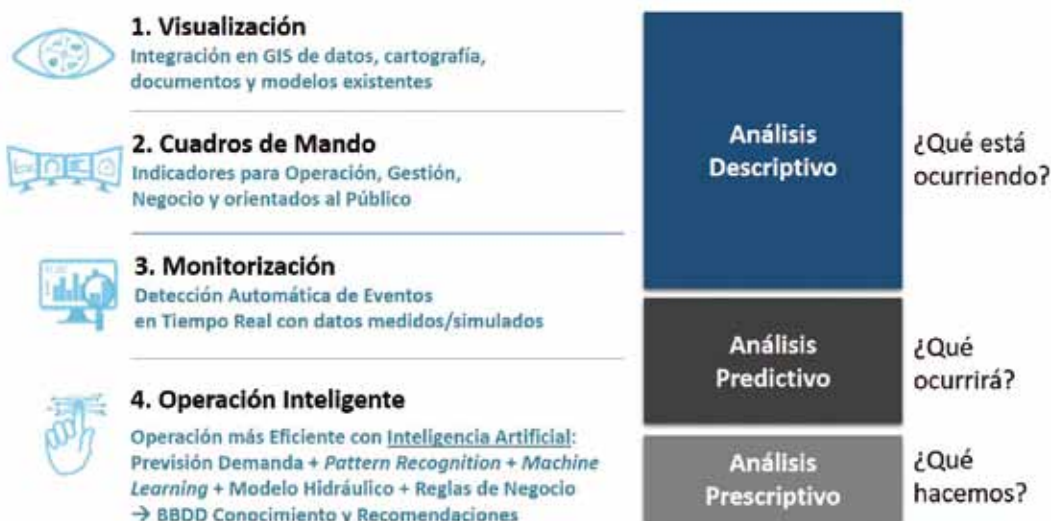 1. Visualización
Integración en GIS de datos, cartografía,
documentos y modelos existentes
2. Cuadros de Mando
Indicadores para Operación, Gestión,
Negocio y orientados al Público
3. Monitorización
Detección Automática de Eventos
en Tiempo Real con datos medidos/simulados
4. Operación Inteligente
Operación más Eficiente con Inteligencia Artificial:
Previsión Demanda + Pattern Recognition + Machine
Learning + Modelo Hidráulico + Reglas de Negocio
→ BBDD Conocimiento y Recomendaciones
Análisis
Descriptivo
¿Qué está
ocurriendo?
Análisis
Predictivo
¿Qué
ocurrirá?
Análisis
Prescriptivo
¿Qué
hacemos?